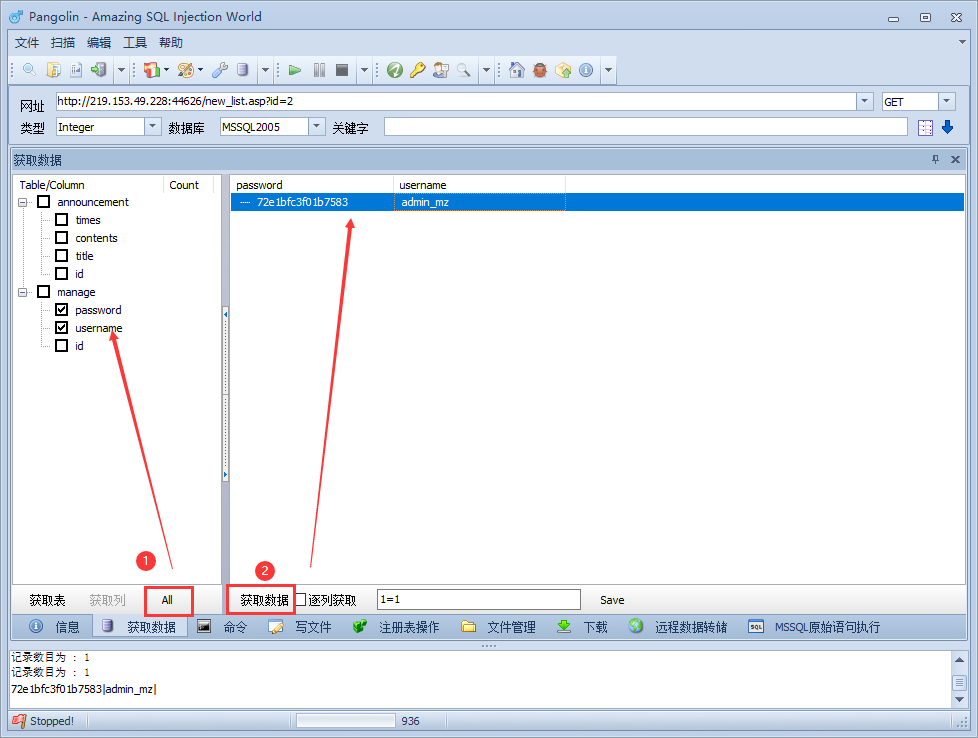 Pangolin - Amazing SQL Injection World
文件 扫描 编辑 工具 帮助
网址 http://219.153.49.228:44626/new_list.asp?id=2 GET
类型 Integer 数据库 MSSQL2005 关键字
获取数据
Table/Column Count password username
announcement 72e1bfc3f01b7583 admin_mz
times
contents
title
id
manage
password
username
id
1
2
获取表 获取列 All 获取数据 逐列获取 1=1 Save
信息 获取数据 命令 写文件 注册表操作 文件管理 下载 远程数据转储 SQL MSSQL原始语句执行
记录数目为 : 1
记录数目为 : 1
72e1bfc3f01b7583|admin_mz|
Stopped! 936